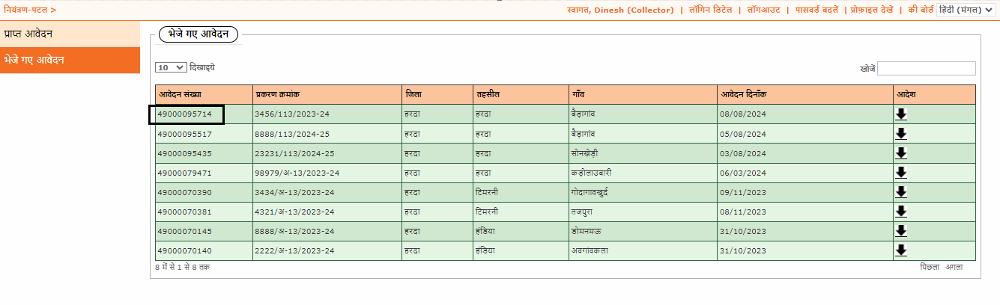 नियंत्रण-पटल > स्वागत, Dinesh (Collector) | लॉगिन डिटेल | लॉगआउट | पासवर्ड बदलें | प्रोफ़ाइल देखें | की बोर्ड हिंदी (मंगल)
प्राप्त आवेदन
भेजे गए आवेदन
भेजे गए आवेदन
10 दिखाइये खोजें
आवेदन संख्या प्रकरण क्रमांक जिला तहसील गाँव आवेदन दिनाँक आदेश
49000095714 3456/113/2023-24 हरदा हरदा बैड़ागांव 08/08/2024
49000095517 8888/113/2024-25 हरदा हरदा बैड़ागांव 05/08/2024
49000095435 23231/113/2024-25 हरदा हरदा सोनखेड़ी 03/08/2024
49000079471 98979/अ-13/2023-24 हरदा हरदा कड़ोलाउबारी 06/03/2024
49000070390 3434/अ-13/2023-24 हरदा टिमरनी गोदागावखुर्द 09/11/2023
49000070381 4321/अ-13/2023-24 हरदा टिमरनी तजपुरा 08/11/2023
49000070145 8888/अ-13/2023-24 हरदा हंडिया डोमनमऊ 31/10/2023
49000070140 2222/अ-13/2023-24 हरदा हंडिया अवगांवकला 31/10/2023
8 में से 1 से 8 तक पिछला अगला